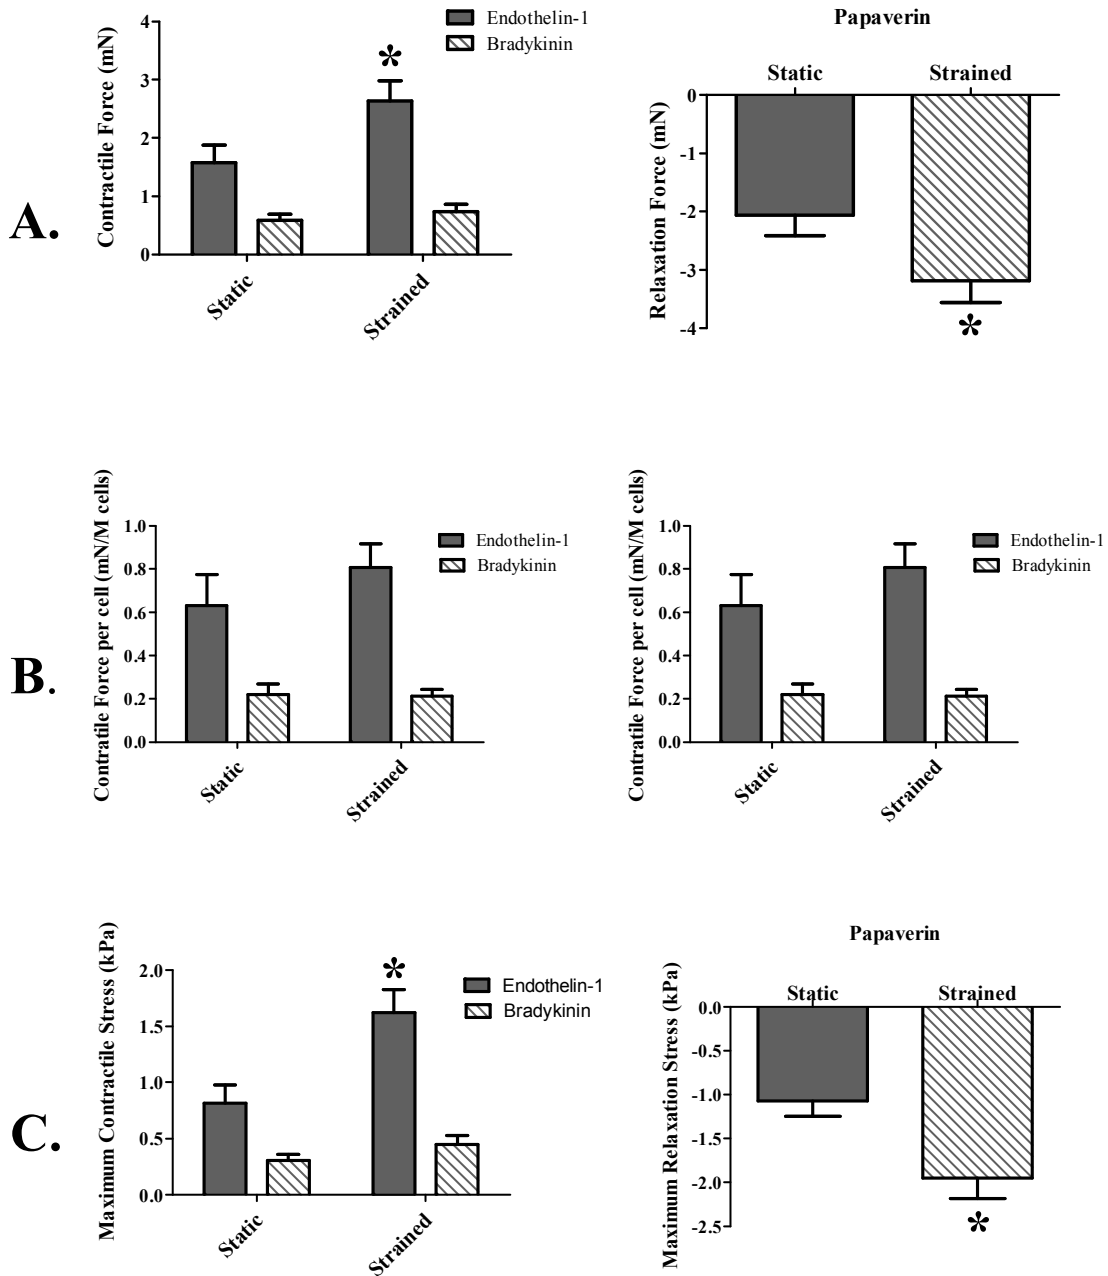 A.
Contractile Force (mN)
4
3
2
1
0
*
Endothelin-1
Bradykinin
Static
Strained
Papaverin
Static
Strained
Relaxation Force (mN)
0
-1
-2
-3
-4
*
B.
Contratile Force per cell (mN/M cells)
1.0
0.8
0.6
0.4
0.2
0.0
Endothelin-1
Bradykinin
Static
Strained
Contratile Force per cell (mN/M cells)
1.0
0.8
0.6
0.4
0.2
0.0
Endothelin-1
Bradykinin
Static
Strained
C.
Maximum Contractile Stress (kPa)
2.0
1.5
1.0
0.5
0.0
*
Endothelin-1
Bradykinin
Static
Strained
Papaverin
Static
Strained
Maximum Relaxation Stress (kPa)
0.0
-0.5
-1.0
-1.5
-2.0
-2.5
*